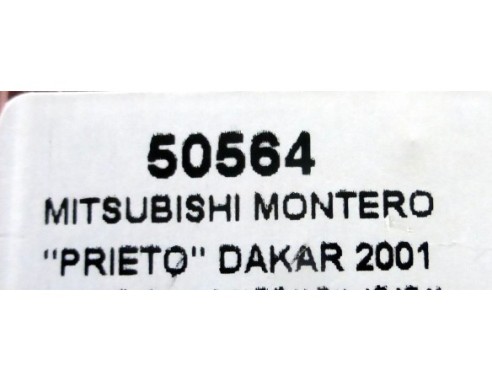 50564
MITSUBISHI MONTERO
"PRIETO" DAKAR 2001